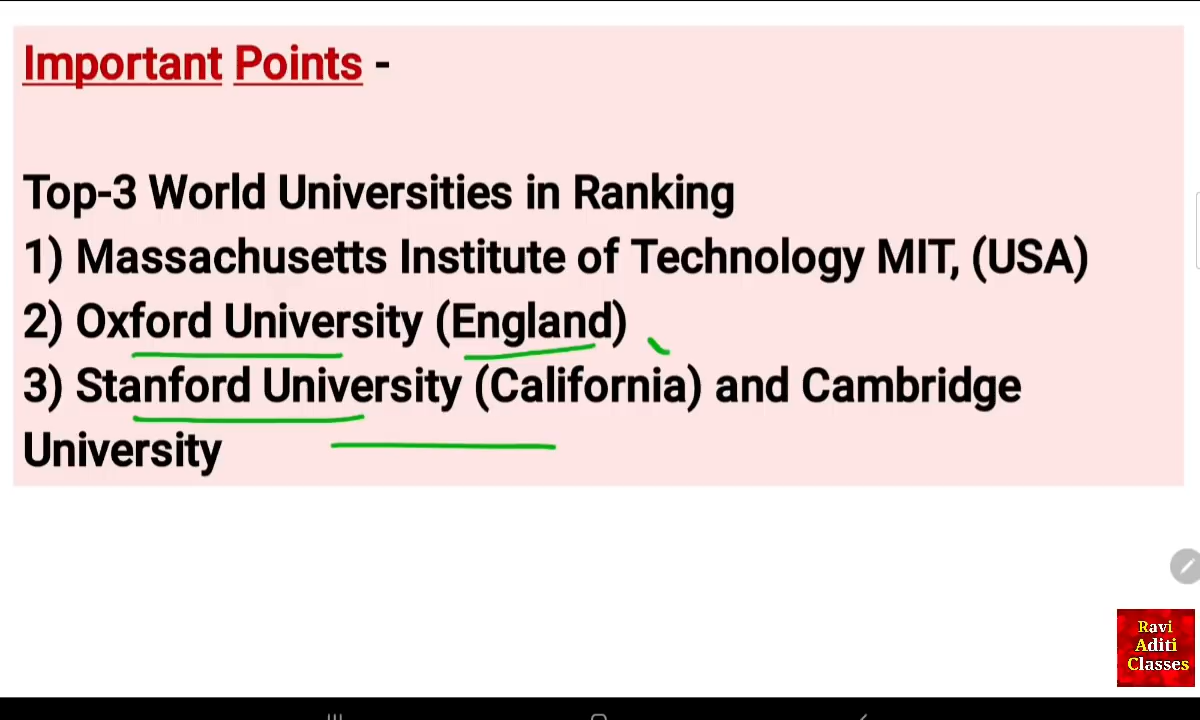 Important Points -
Top-3 World Universities in Ranking
1) Massachusetts Institute of Technology MIT, (USA)
2) Oxford University (England)
3) Stanford University (California) and Cambridge
University
Ravi
Aditi
Classes